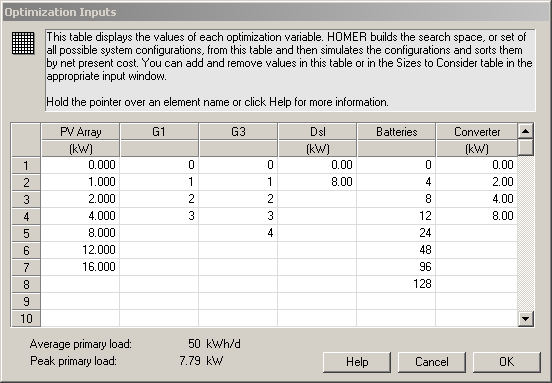 Optimization Inputs
This table displays the values of each optimization variable. HOMER builds the search space, or set of
all possible system configurations, from this table and then simulates the configurations and sorts them
by net present cost. You can add and remove values in this table or in the Sizes to Consider table in the
appropriate input window.
Hold the pointer over an element name or click Help for more information.
PV Array G1 G3 Dsl Batteries Converter
(kW) (kW) (kW)
1 0.000 0 0 0.00 0 0.00
2 1.000 1 1 8.00 4 2.00
3 2.000 2 2 8 4.00
4 4.000 3 3 12 8.00
5 8.000 4 24
6 12.000 48
7 16.000 96
8 128
9
10
Average primary load: 50 kWh/d
Peak primary load: 7.79 kW
Help Cancel OK